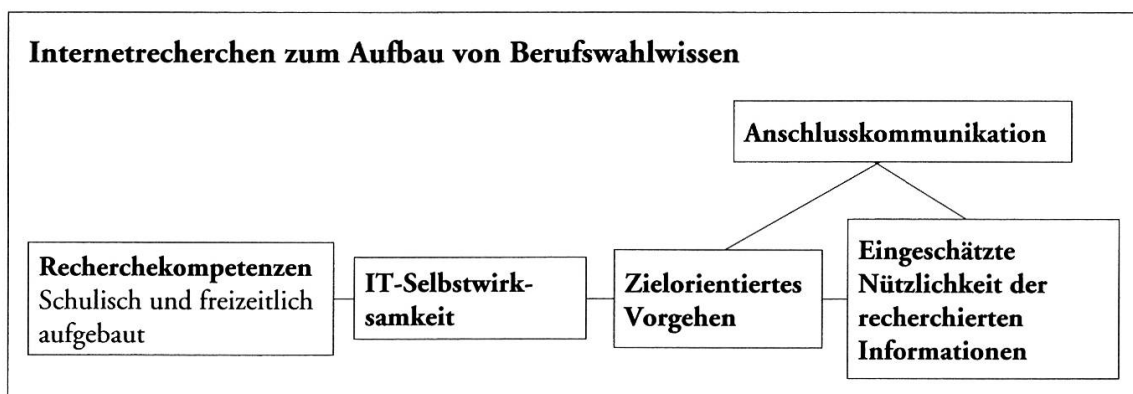 Internetrecherchen zum Aufbau von Berufswahlwissen
Anschlusskommunikation
Recherchekompetenzen
Schulisch und freizeitlich
aufgebaut
IT-Selbstwirk-
samkeit
Zielorientiertes
Vorgehen
Eingeschätzte
Nützlichkeit der
recherchierten
Informationen